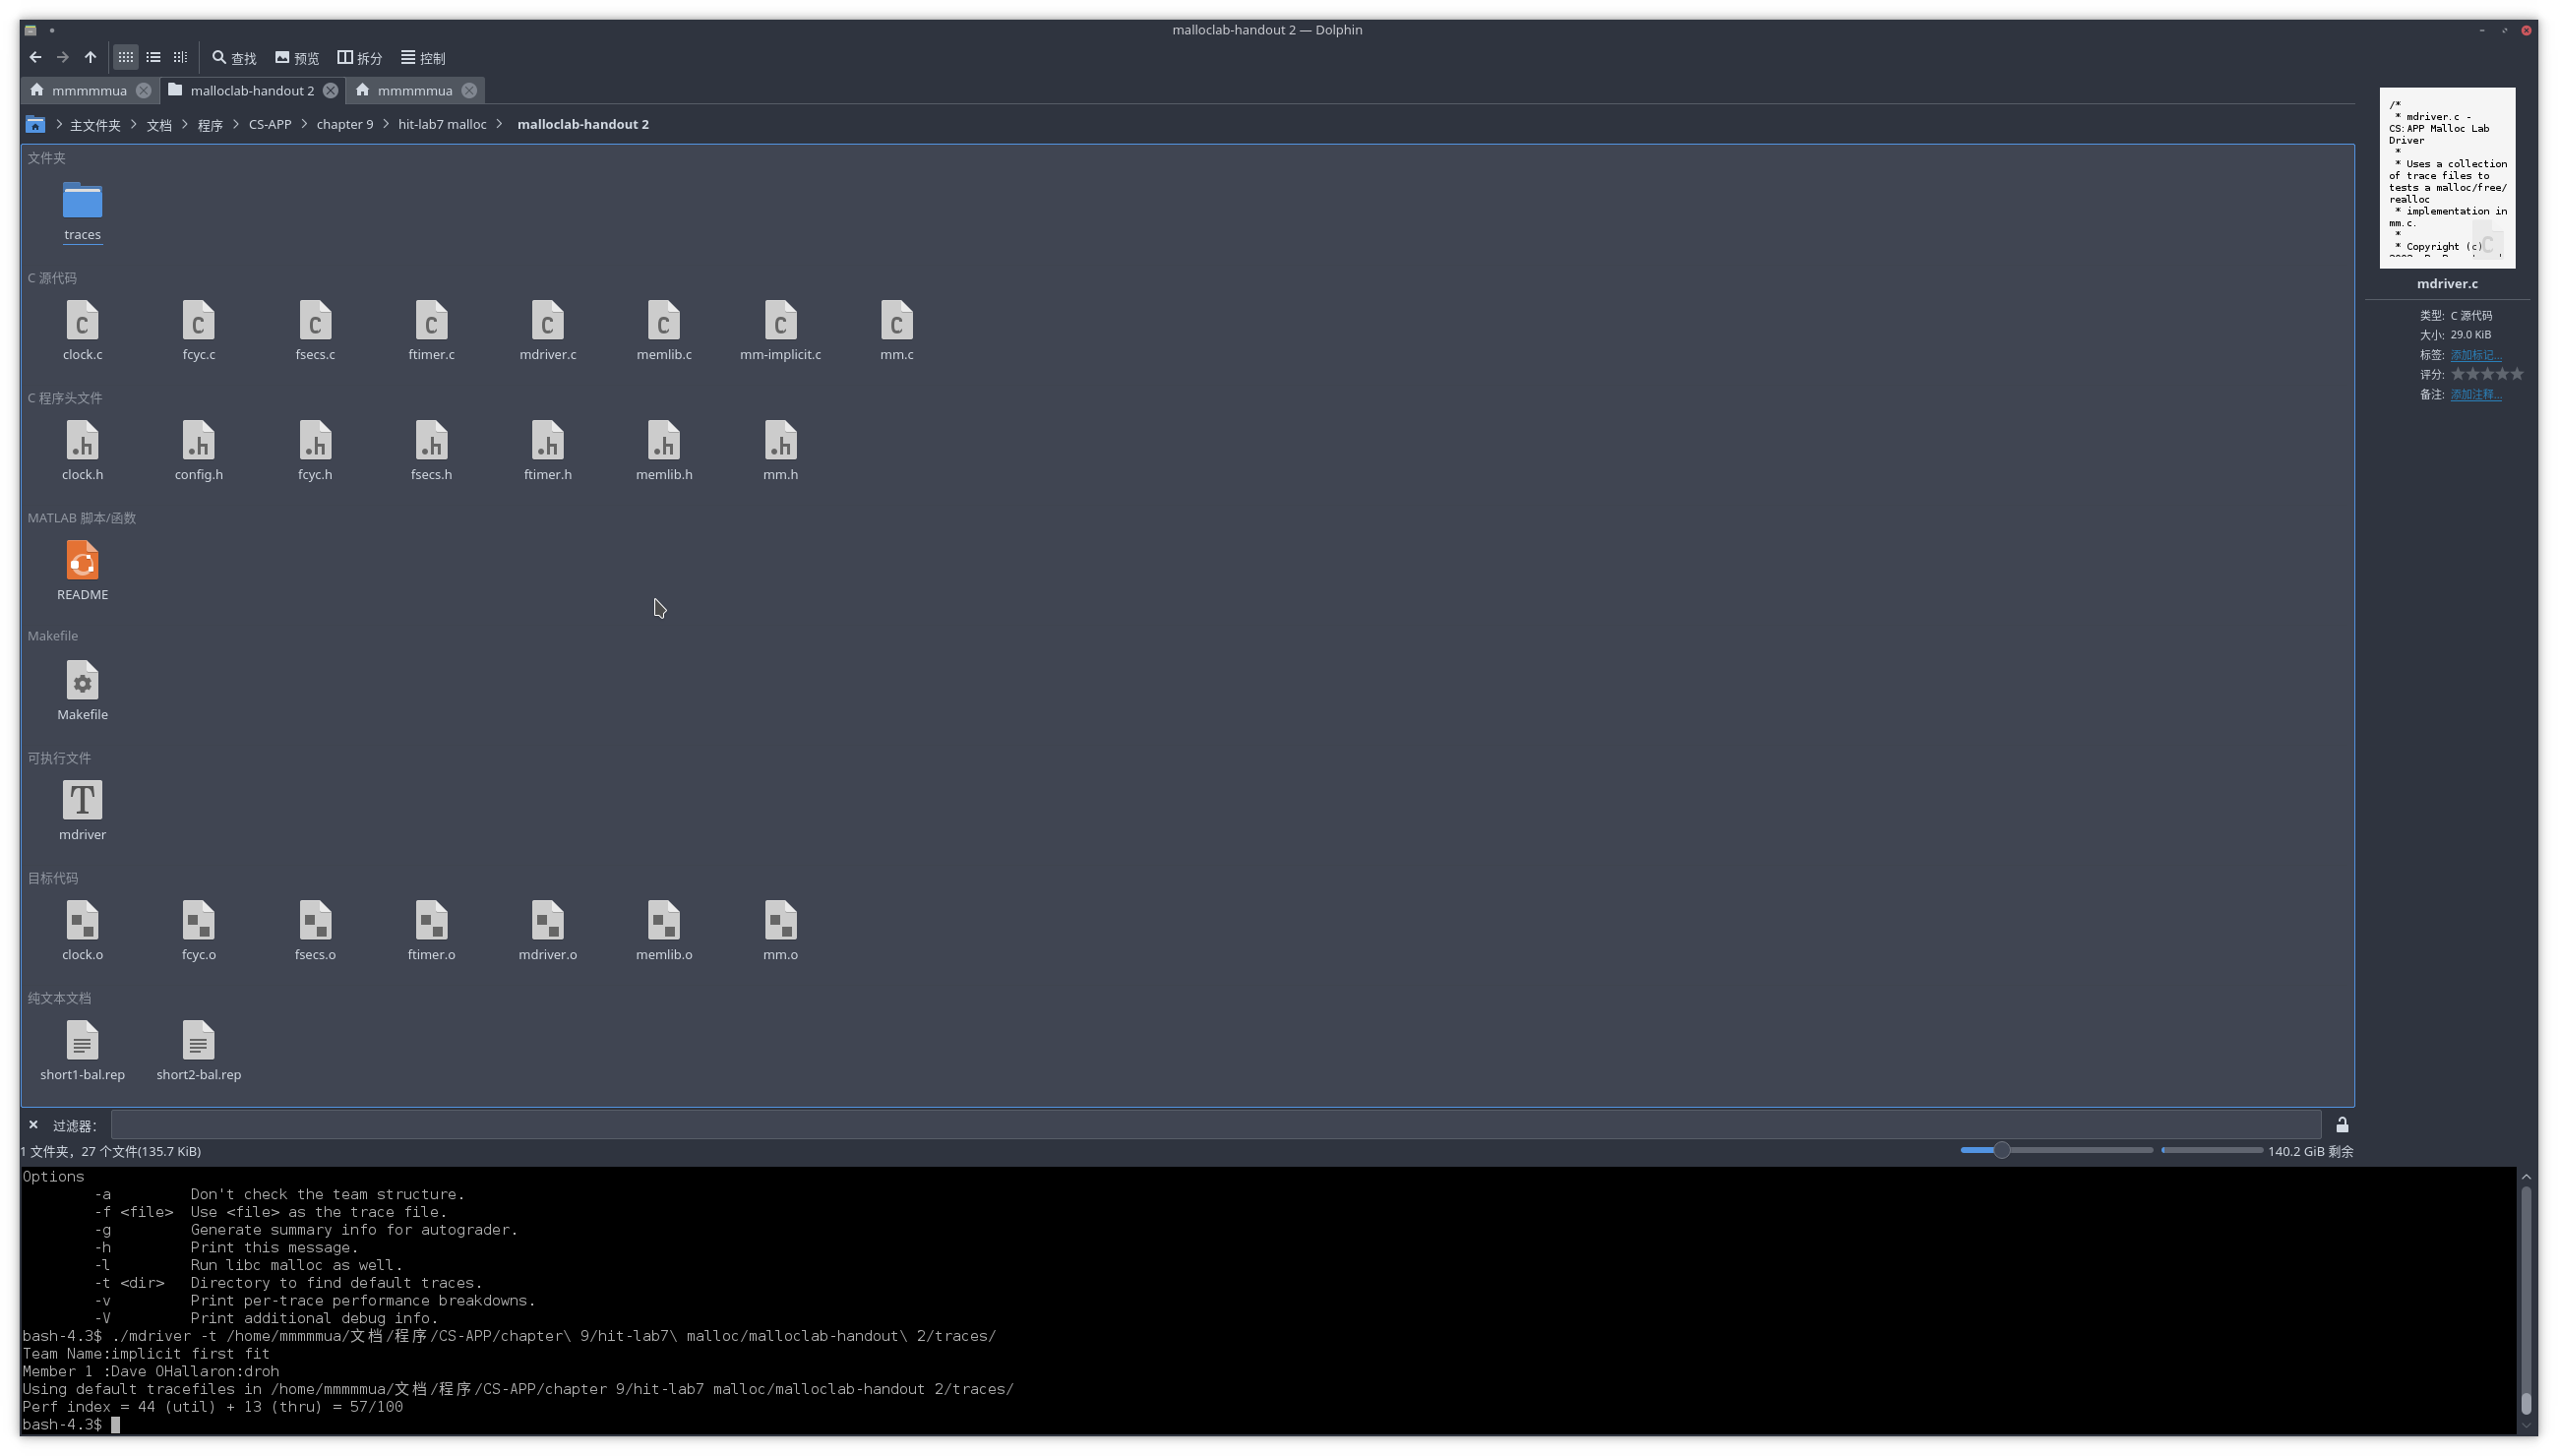 malloclab-handout 2 — Dolphin
查找 预览 拆分 控制
mmmmmua malloclab-handout 2 mmmmmua
主文件夹 文档 程序 CS-APP chapter 9 hit-lab7 malloc malloclab-handout 2
文件夹
traces
C 源代码
clock.c fcyc.c fsecs.c ftimer.c mdriver.c memlib.c mm-implicit.c mm.c
C 程序头文件
clock.h config.h fcyc.h fsecs.h ftimer.h memlib.h mm.h
MATLAB 脚本/函数
README
Makefile
Makefile
可执行文件
mdriver
目标代码
clock.o fcyc.o fsecs.o ftimer.o mdriver.o memlib.o mm.o
纯文本文档
short1-bal.rep short2-bal.rep
过滤器：
1 文件夹，27 个文件(135.7 KiB)
140.2 GiB 剩余
/*
* mdriver.c -
CS:APP Malloc Lab
Driver
*
* Uses a collection
of trace files to
tests a malloc/free/
realloc
* implementation in
mm.c.
*
* Copyright (c)
mdriver.c
类型: C 源代码
大小: 29.0 KiB
标签: 添加标记...
评分:
备注: 添加注释...
Options
-a Don't check the team structure.
-f <file> Use <file> as the trace file.
-g Generate summary info for autograder.
-h Print this message.
-l Run libc malloc as well.
-t <dir> Directory to find default traces.
-v Print per-trace performance breakdowns.
-V Print additional debug info.
bash-4.3$ ./mdriver -t /home/mmmmmua/文档/程序/CS-APP/chapter\ 9/hit-lab7\ malloc/malloclab-handout\ 2/traces/
Team Name:implicit first fit
Member 1 :Dave OHallaron:droh
Using default tracefiles in /home/mmmmmua/文档/程序/CS-APP/chapter 9/hit-lab7 malloc/malloclab-handout 2/traces/
Perf index = 44 (util) + 13 (thru) = 57/100
bash-4.3$